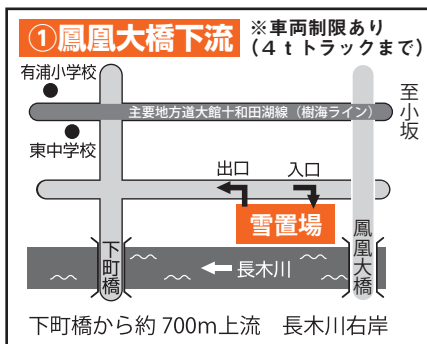 ①鳳凰大橋下流
※車両制限あり
(4tトラックまで)
有浦小学校
主要地方道大館十和田湖線(樹海ライン)
至小坂
東中学校
出口
入口
雪置場
下町橋
鳳凰大橋
長木川
下町橋から約700m上流 長木川右岸